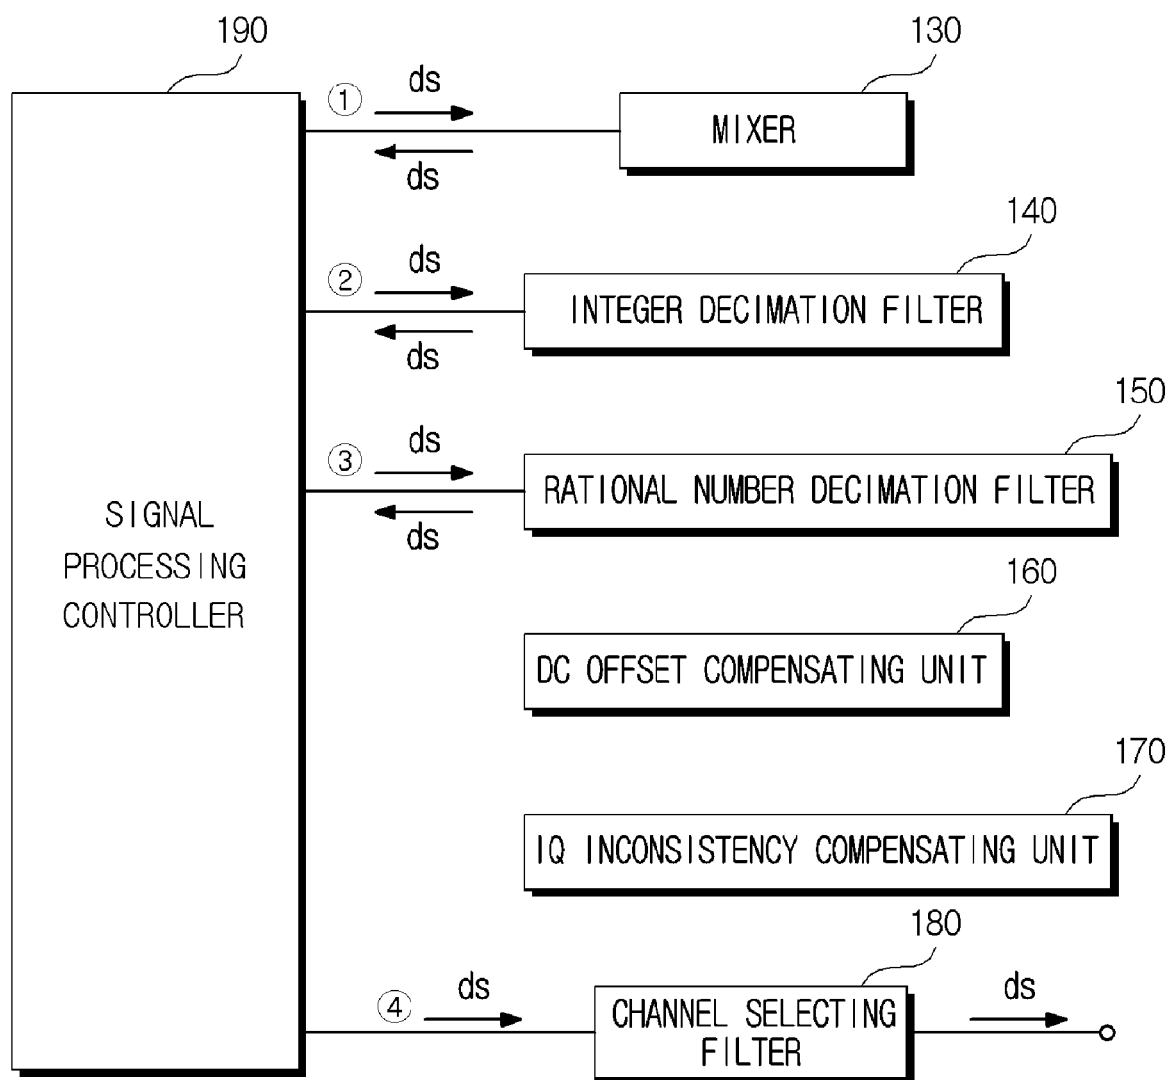 190
130
① ds
MIXER
ds
140
② ds
INTEGER DECIMATION FILTER
ds
150
③ ds
RATIONAL NUMBER DECIMATION FILTER
ds
SIGNAL
PROCESSING
CONTROLLER
160
DC OFFSET COMPENSATING UNIT
170
IQ INCONSISTENCY COMPENSATING UNIT
180
④ ds
CHANNEL SELECTING
FILTER
ds